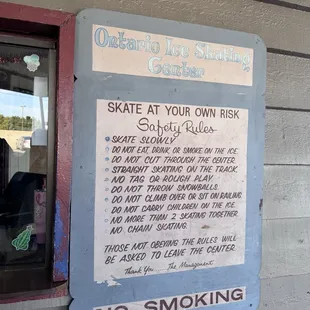 Ontario Ice Skating
Center
SKATE AT YOUR OWN RISK
Safety Rules
SKATE SLOWLY.
DO NOT EAT, DRINK, OR SMOKE ON THE ICE.
DO NOT CUT THROUGH THE CENTER.
STRAIGHT SKATING ON THE TRACK.
NO TAG OR ROUGH PLAY.
DO NOT THROW SNOWBALLS.
DO NOT CLIMB OVER OR SIT ON RAILING.
DO NOT CARRY CHILDREN ON THE ICE.
NO MORE THAN 2 SKATING TOGETHER.
NO CHAIN SKATING.
THOSE NOT OBEYING THE RULES WILL
BE ASKED TO LEAVE THE CENTER.
Thank You The Management
NO SMOKING